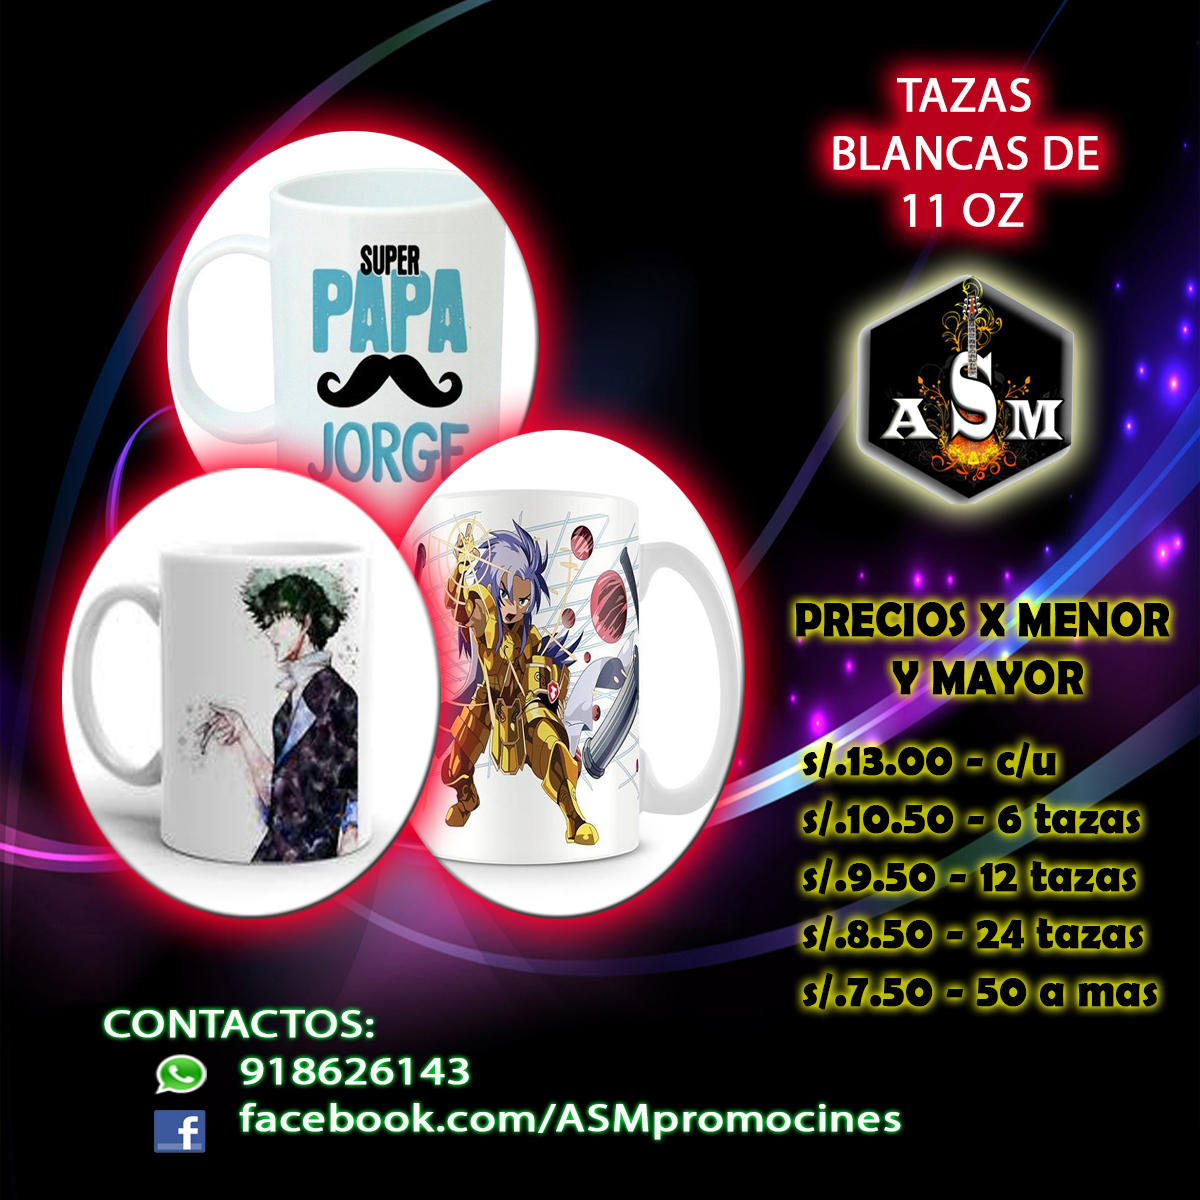 TAZAS
BLANCAS DE
11 OZ
SUPER
PAPA
JORGE
ASM
PRECIOS X MENOR
Y MAYOR
s/.13.00 - c/u
s/.10.50 - 6 tazas
s/.9.50 - 12 tazas
s/.8.50 - 24 tazas
s/.7.50 - 50 a mas
CONTACTOS:
918626143
f
facebook.com/ASMpromocines